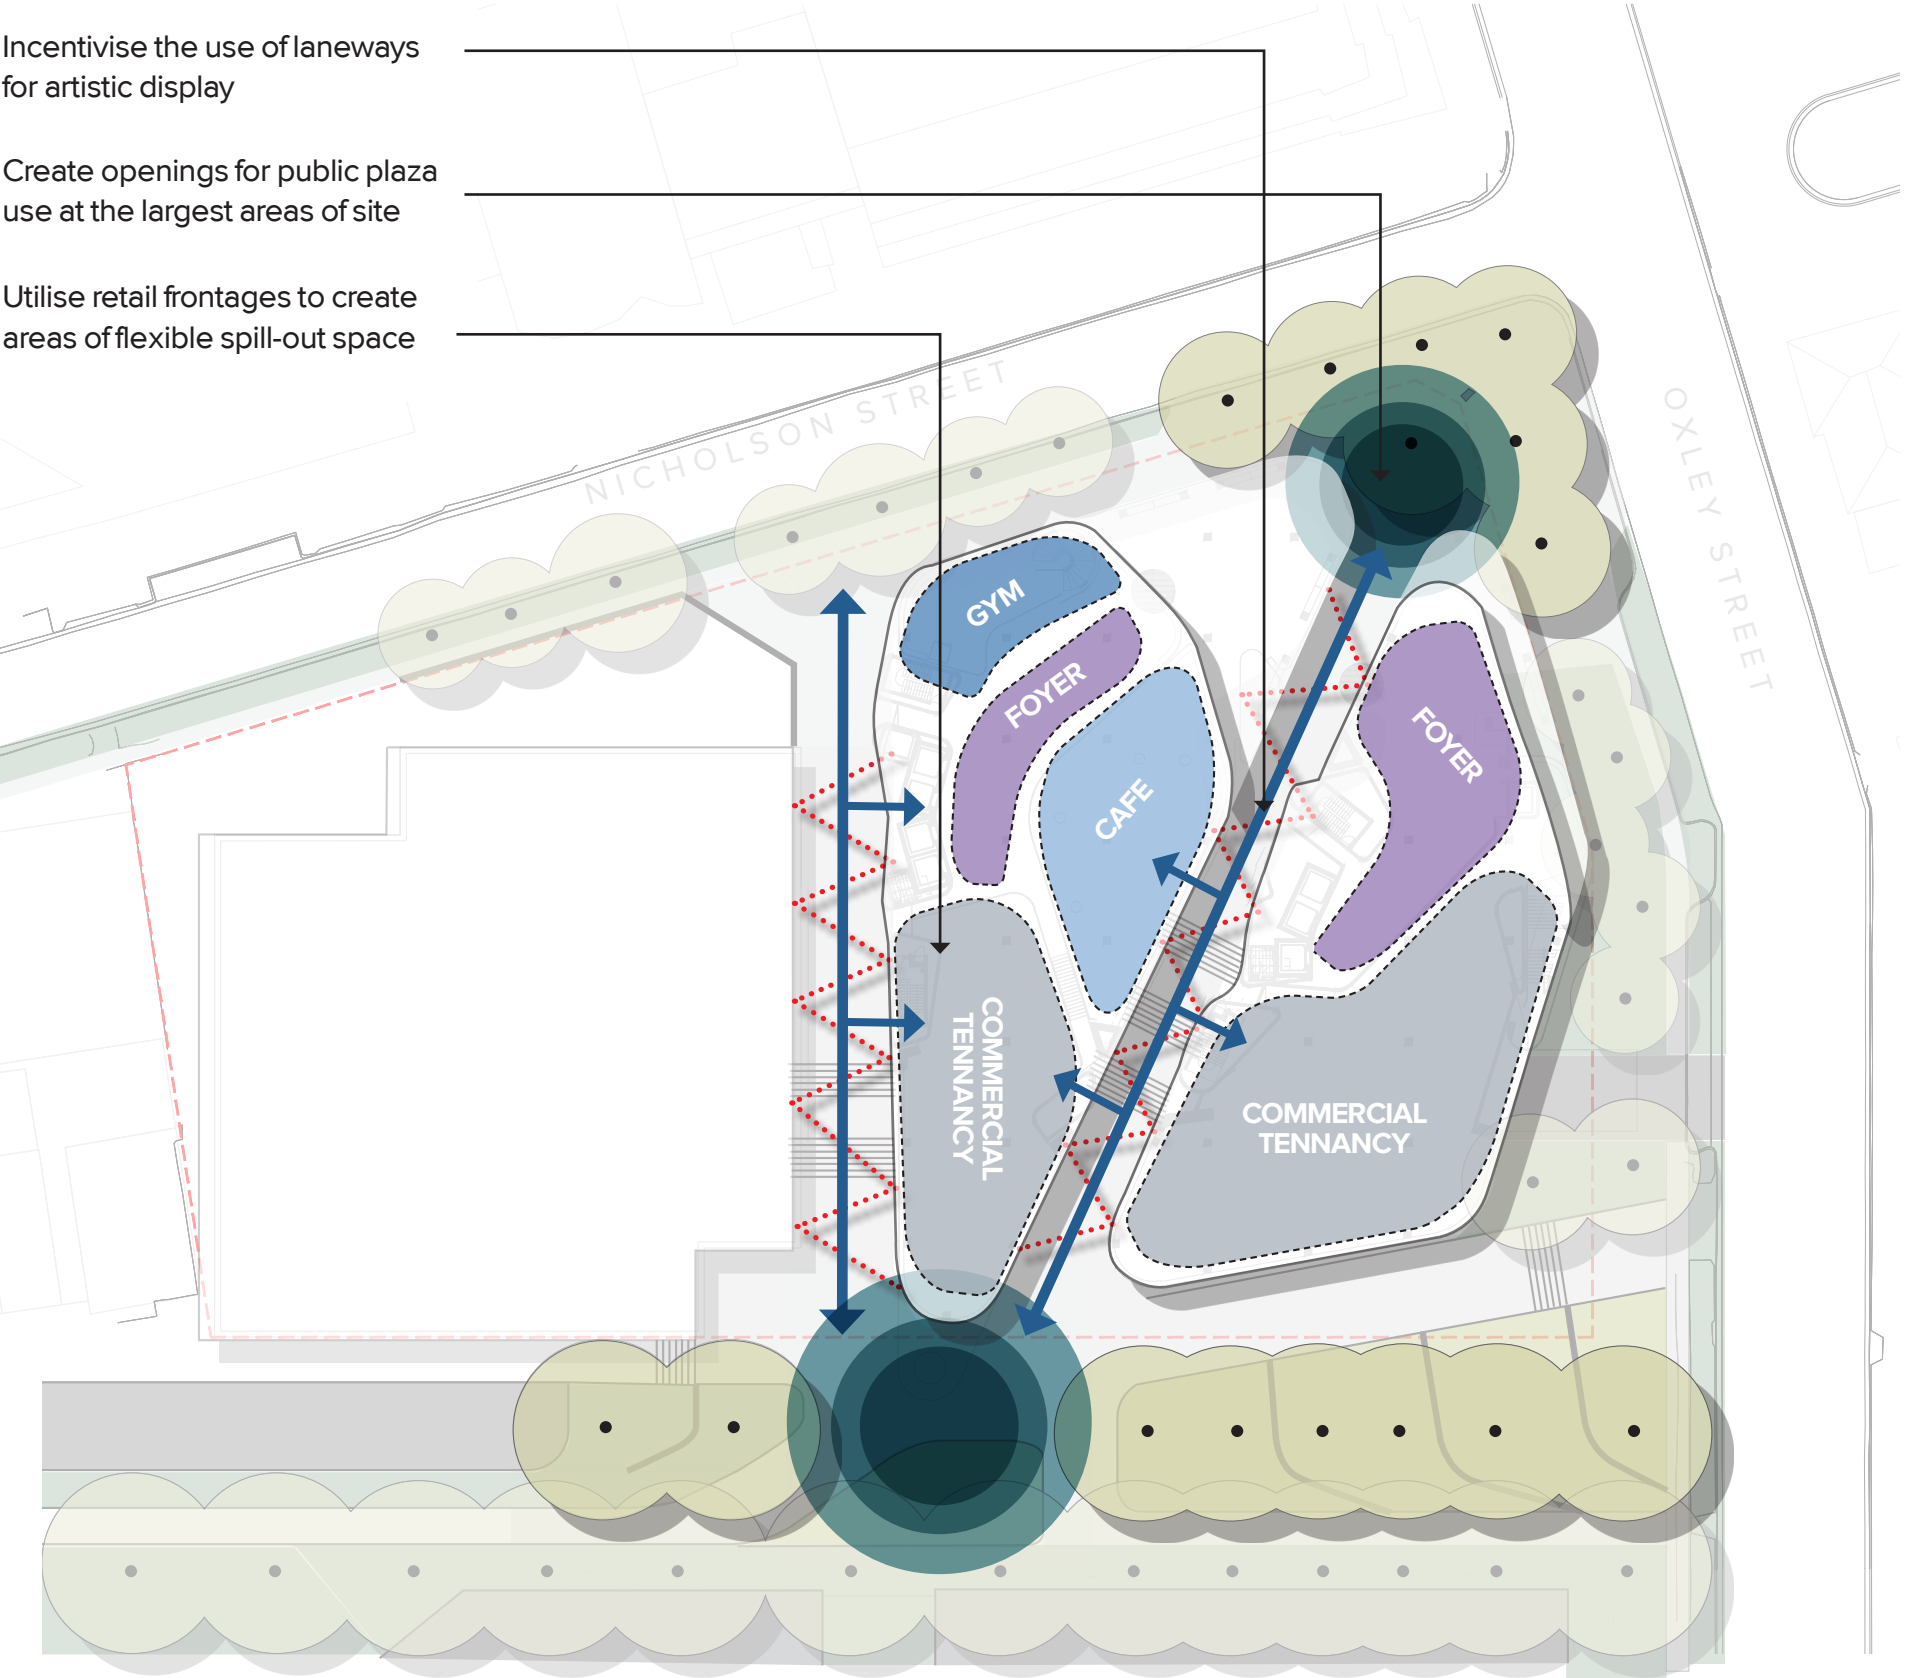 Incentivise the use of laneways
for artistic display
Create openings for public plaza
use at the largest areas of site
Utilise retail frontages to create
areas of flexible spill-out space
NICHOLSON STREET
OXLEY STREET
GYM
FOYER
CAFE
FOYER
COMMERCIAL
TENNANCY
COMMERCIAL
TENNANCY